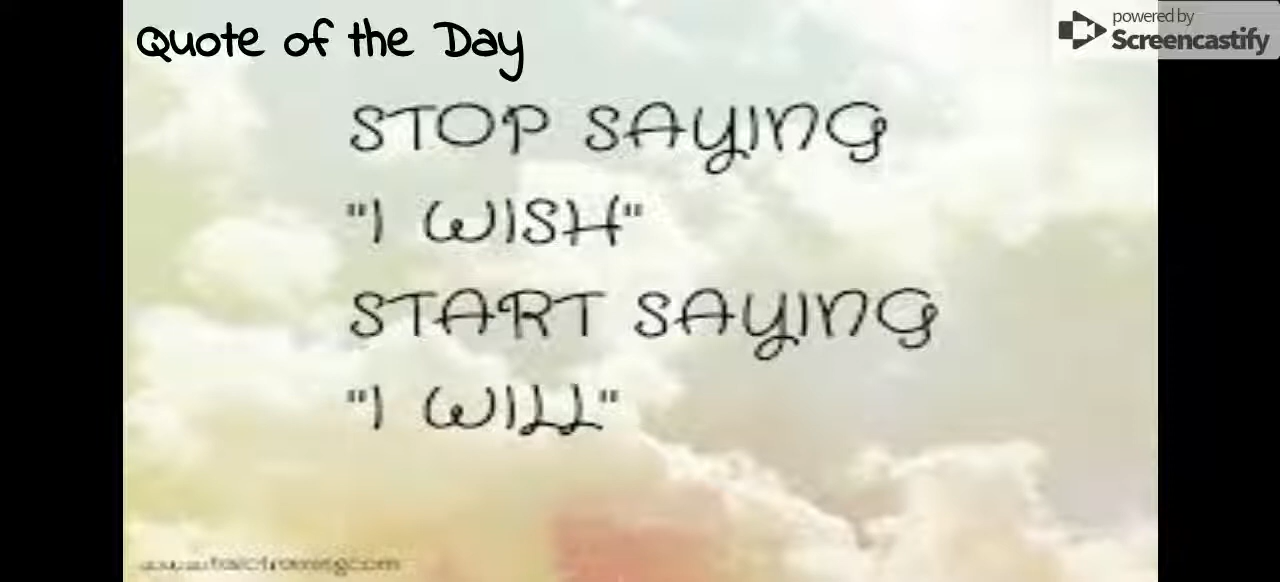 Quote of the Day
powered by
Screencastify
STOP SAYING
"I WISH"
START SAYING
"I WILL"